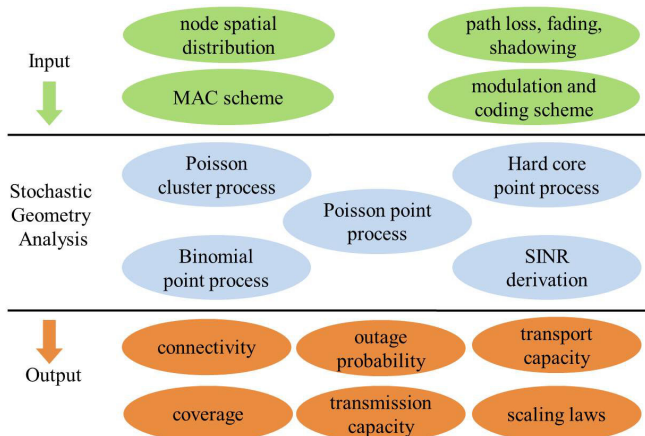 Input
node spatial
distribution
path loss, fading,
shadowing
MAC scheme
modulation and
coding scheme
Stochastic
Geometry
Analysis
Poisson
cluster process
Hard core
point process
Poisson point
process
Binomial
point process
SINR
derivation
Output
connectivity
outage
probability
transport
capacity
coverage
transmission
capacity
scaling laws